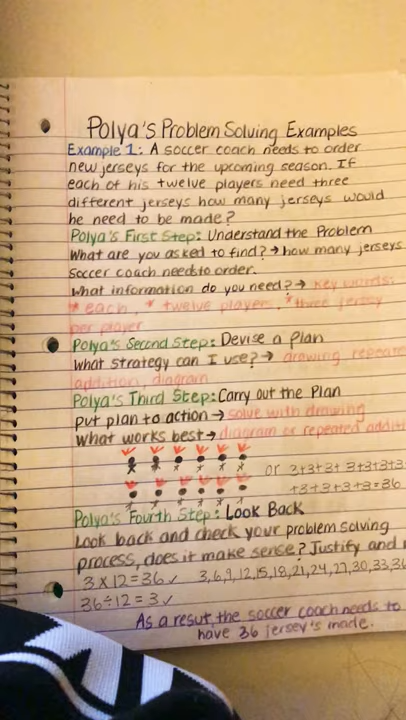 Polya's Problem Solving Examples
Example 1: A soccer coach needs to order
new jerseys for the upcoming season. If
each of his twelve players need three
different jerseys how many jerseys would
he need to be made?
Polya's First Step: Understand the Problem
What are you asked to find? → how many jerseys
soccer coach needs to order.
What information do you need? → key words:
* each, * twelve players, * three jersey
per player
Polya's Second Step: Devise a Plan
What strategy can I use? → drawing, repeate
addition, diagram
Polya's Third Step: Carry out the Plan
put plan to action → solve with drawing
What works best → diagram or repeated additi
or 3+3+3+3+3+3+3
+3+3+3+3+3=36
Polya's Fourth Step: Look Back
Look back and check your problem solving
process, does it make sense? Justify and
3 x 12 = 36 ✓ 3,6,9,12,15,18,21,24,27,30,33,36
36 ÷ 12 = 3 ✓
As a resut, the soccer coach needs to
have 36 jersey's made.